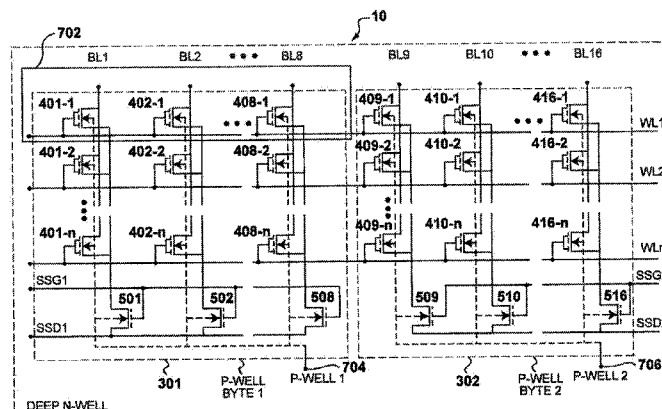 10
702
BL1 BL2 ••• BL8 BL9 BL10 ••• BL16
401-1 402-1 408-1 409-1 410-1 416-1
WL1
401-2 402-2 408-2 409-2 410-2 416-2
WL2
401-n 402-n 408-n 409-n 410-n 416-n
WLn
SSG1 SSG
501 502 508 509 510 516
SSD1 SSD
704 706
301 P-WELL BYTE 1 P-WELL 1 302 P-WELL BYTE 2 P-WELL 2
DEEP N-WELL